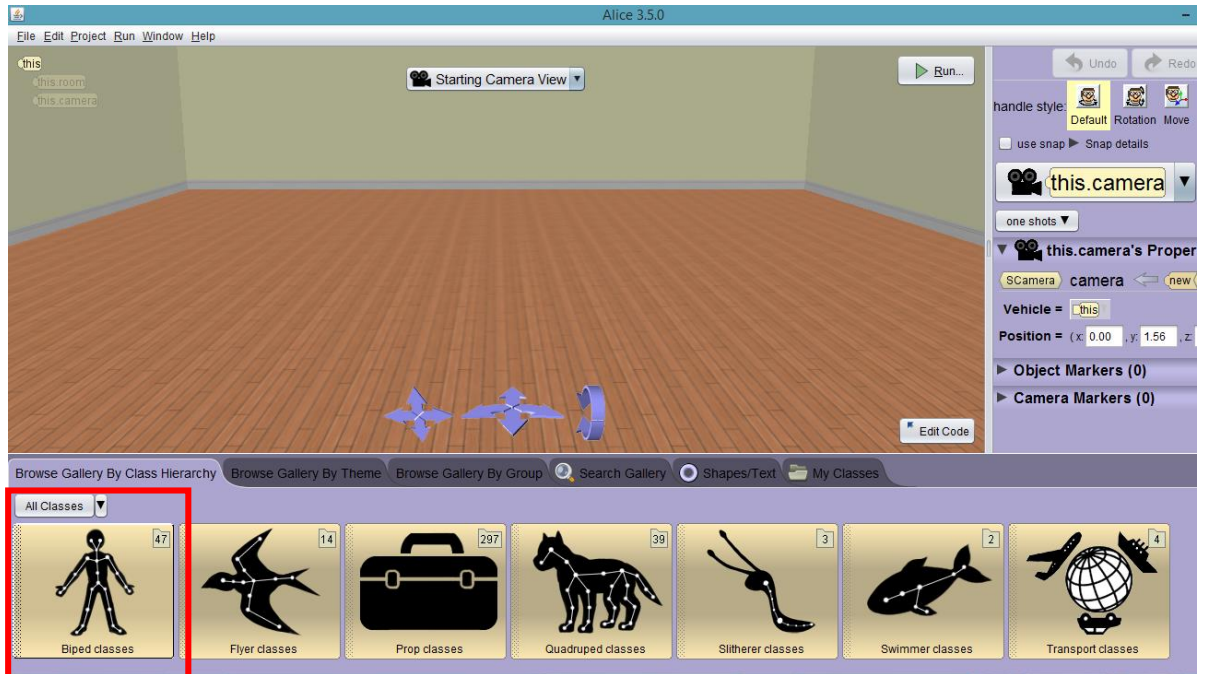 Alice 3.5.0
File Edit Project Run Window Help
this
this.room
this.camera
Starting Camera View
Run...
Undo Redo
handle style:
Default Rotation Move
use snap Snap details
this.camera
one shots
this.camera's Proper
SCamera camera new
Vehicle = this
Position = (x: 0.00 , y: 1.56 , z:
Object Markers (0)
Camera Markers (0)
Edit Code
Browse Gallery By Class Hierarchy Browse Gallery By Theme Browse Gallery By Group Search Gallery Shapes/Text My Classes
All Classes
47 14 297 39 3 2 4
Biped classes Flyer classes Prop classes Quadruped classes Slitherer classes Swimmer classes Transport classes